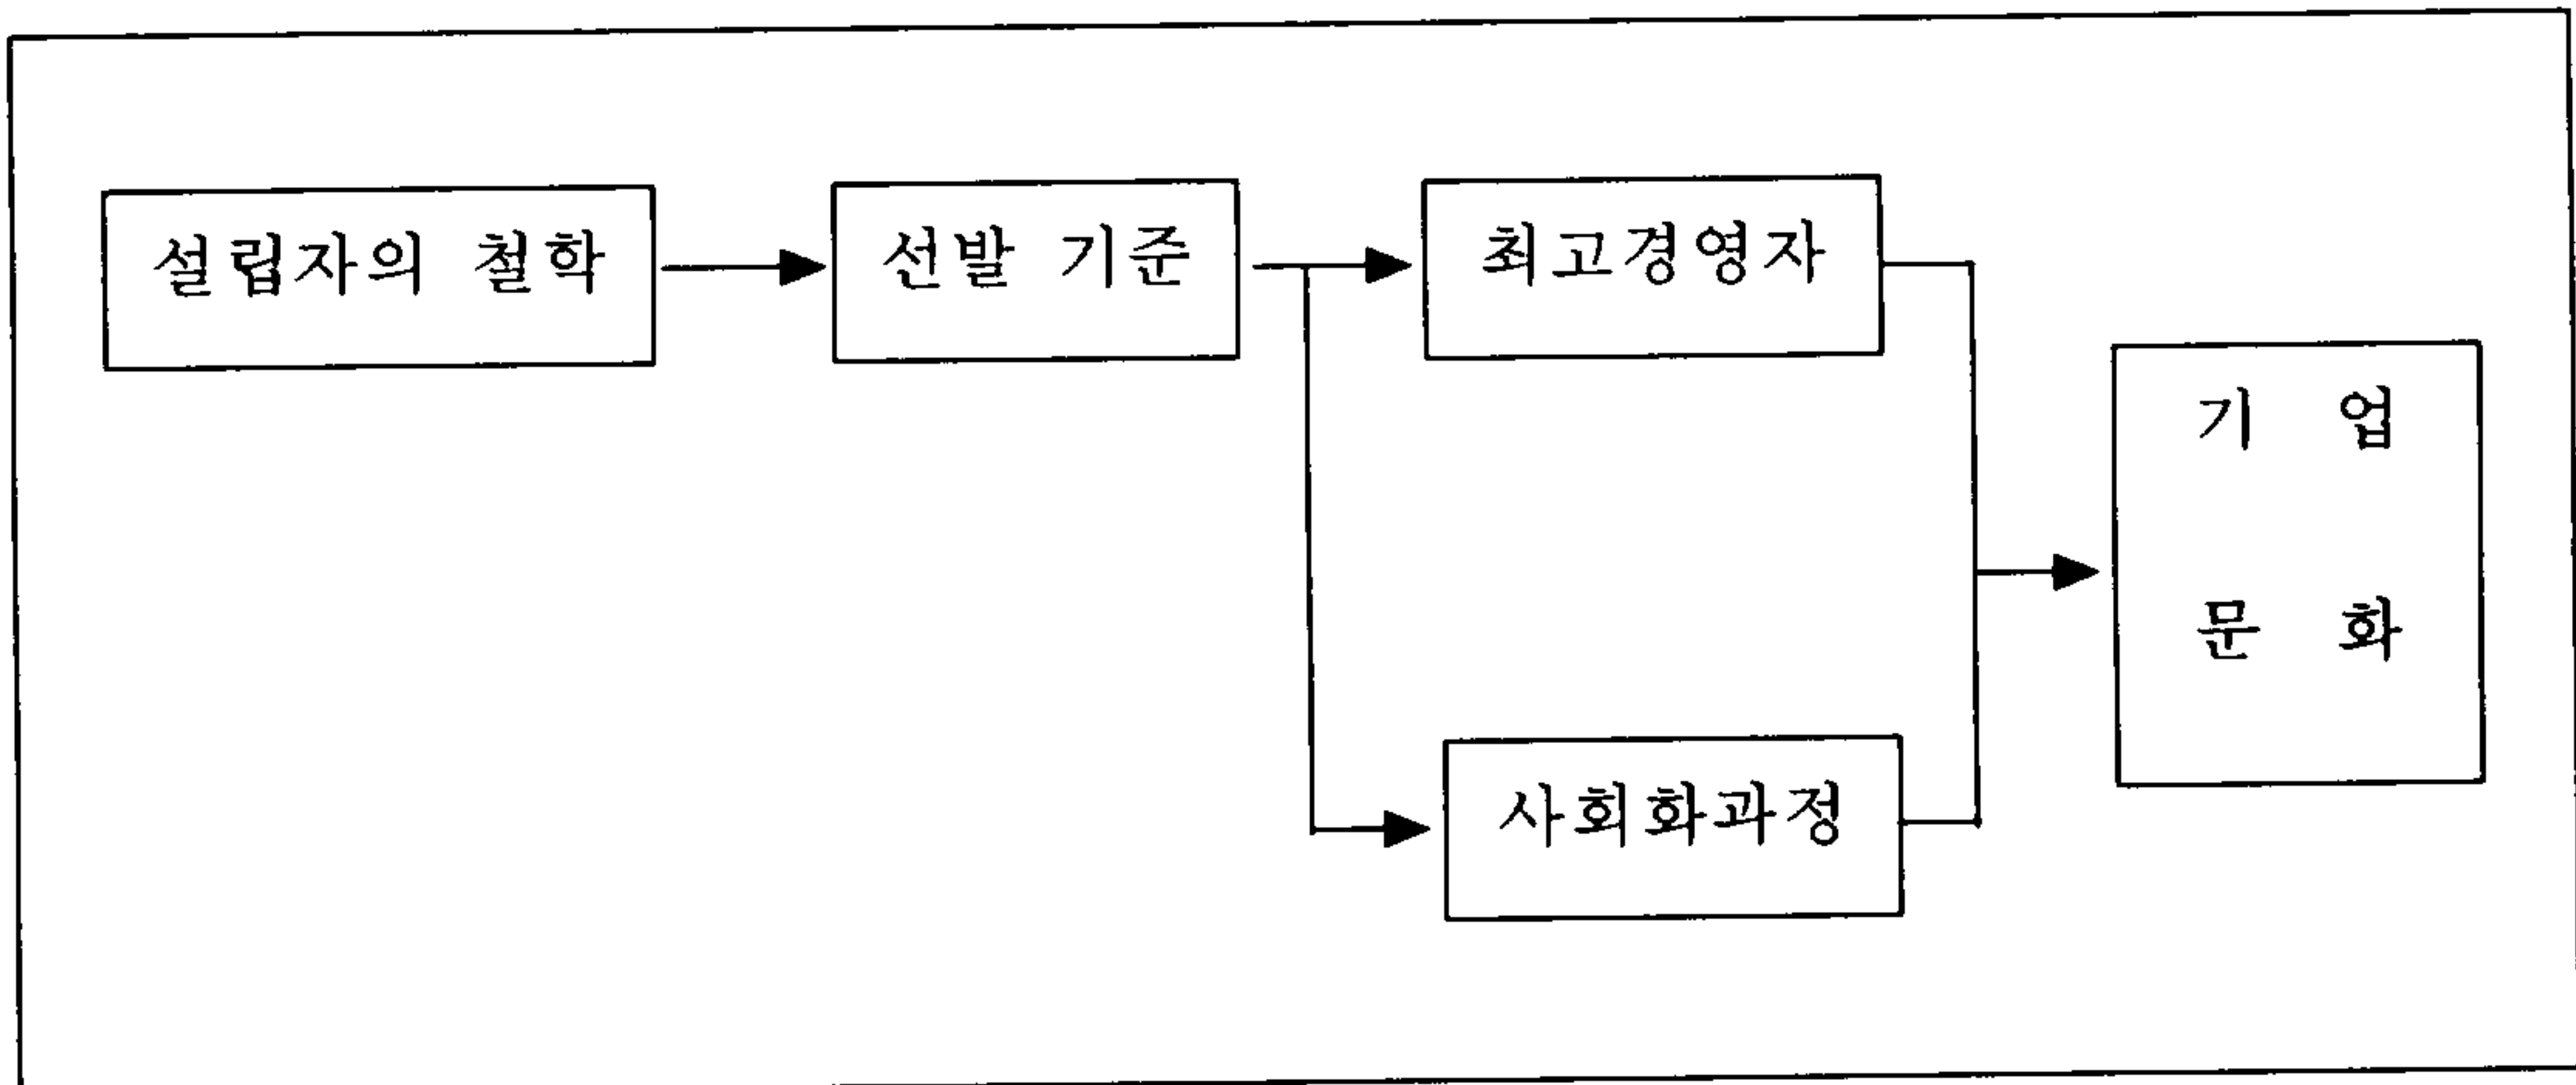 설립자의 철학
선발 기준
최고경영자
사회화과정
기 업
문 화